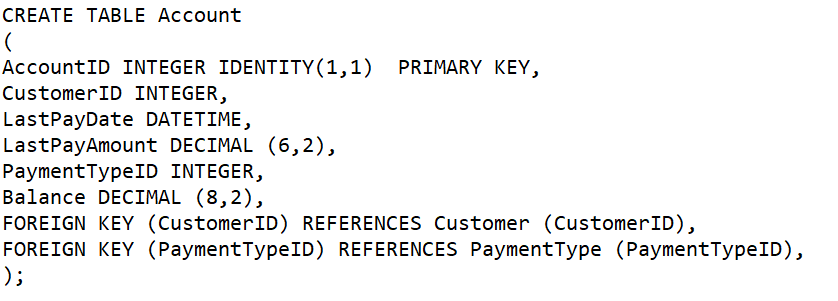 CREATE TABLE Account
(
AccountID INTEGER IDENTITY(1,1)  PRIMARY KEY,
CustomerID INTEGER,
LastPayDate DATETIME,
LastPayAmount DECIMAL (6,2),
PaymentTypeID INTEGER,
Balance DECIMAL (8,2),
FOREIGN KEY (CustomerID) REFERENCES Customer (CustomerID),
FOREIGN KEY (PaymentTypeID) REFERENCES PaymentType (PaymentTypeID),
);